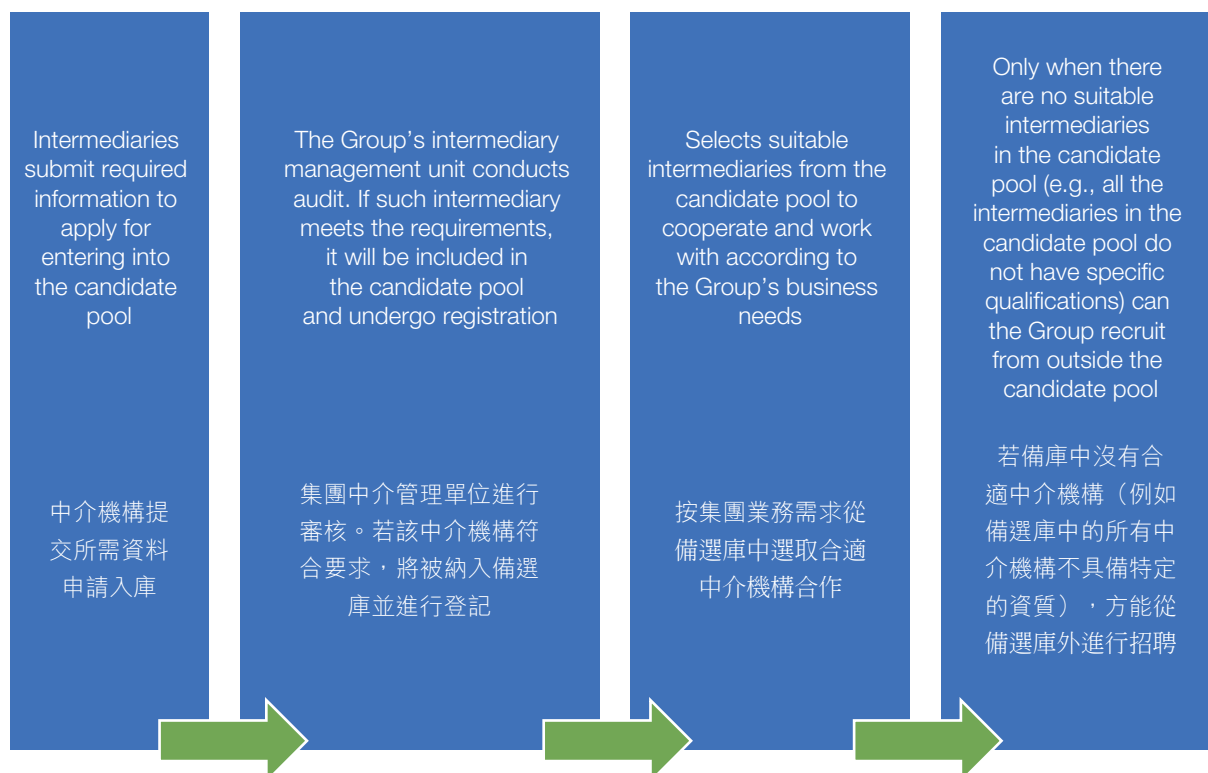 Intermediaries
submit required
information to
apply for
entering into
the candidate
pool
中介機構提
交所需資料
申請入庫
The Group’s intermediary
management unit conducts
audit. If such intermediary
meets the requirements,
it will be included in
the candidate pool
and undergo registration
集團中介管理單位進行
審核。若該中介機構符
合要求，將被納入備選
庫並進行登記
Selects suitable
intermediaries from the
candidate pool to
cooperate and work
with according to
the Group’s business
needs
按集團業務需求從
備選庫中選取合適
中介機構合作
Only when there
are no suitable
intermediaries
in the candidate
pool (e.g., all the
intermediaries in the
candidate pool do
not have specific
qualifications) can
the Group recruit
from outside the
candidate pool
若備庫中沒有合
適中介機構（例如
備選庫中的所有中
介機構不具備特定
的資質），方能從
備選庫外進行招聘